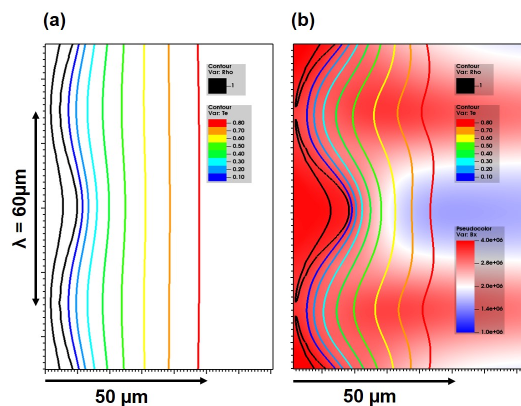 (a)
(b)
Contour
Var: Rho
1
Contour
Var: Te
0.80
0.70
0.60
0.50
0.40
0.30
0.20
0.10
λ = 60μm
50 μm
Contour
Var: Rho
1
Contour
Var: Te
0.80
0.70
0.60
0.50
0.40
0.30
0.20
0.10
Pseudocolor
Var: Bx
4.0e+06
2.8e+06
1.6e+06
1.0e+06
50 μm